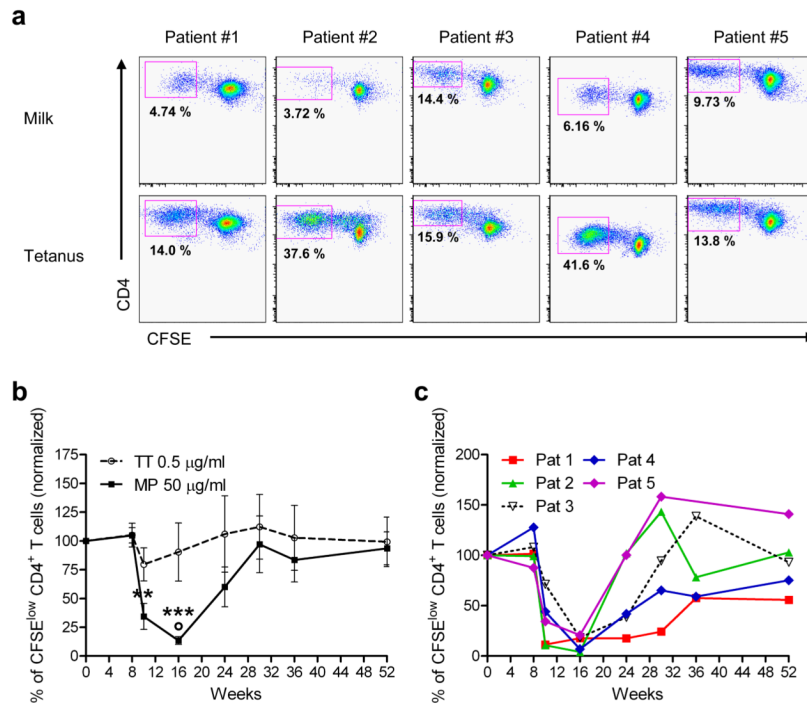 a
Patient #1 Patient #2 Patient #3 Patient #4 Patient #5
Milk
4.74 % 3.72 % 14.4 % 6.16 % 9.73 %
Tetanus
14.0 % 37.6 % 15.9 % 41.6 % 13.8 %
CD4
CFSE
b
% of CFSElow CD4+ T cells (normalized)
175
150
125
100
75
50
25
0
TT 0.5 µg/ml
MP 50 µg/ml
**
***
0 4 8 12 16 20 24 28 32 36 40 44 48 52
Weeks
c
% of CFSElow CD4+ T cells (normalized)
200
150
100
50
0
Pat 1 Pat 4
Pat 2 Pat 5
Pat 3
0 4 8 12 16 20 24 28 32 36 40 44 48 52
Weeks